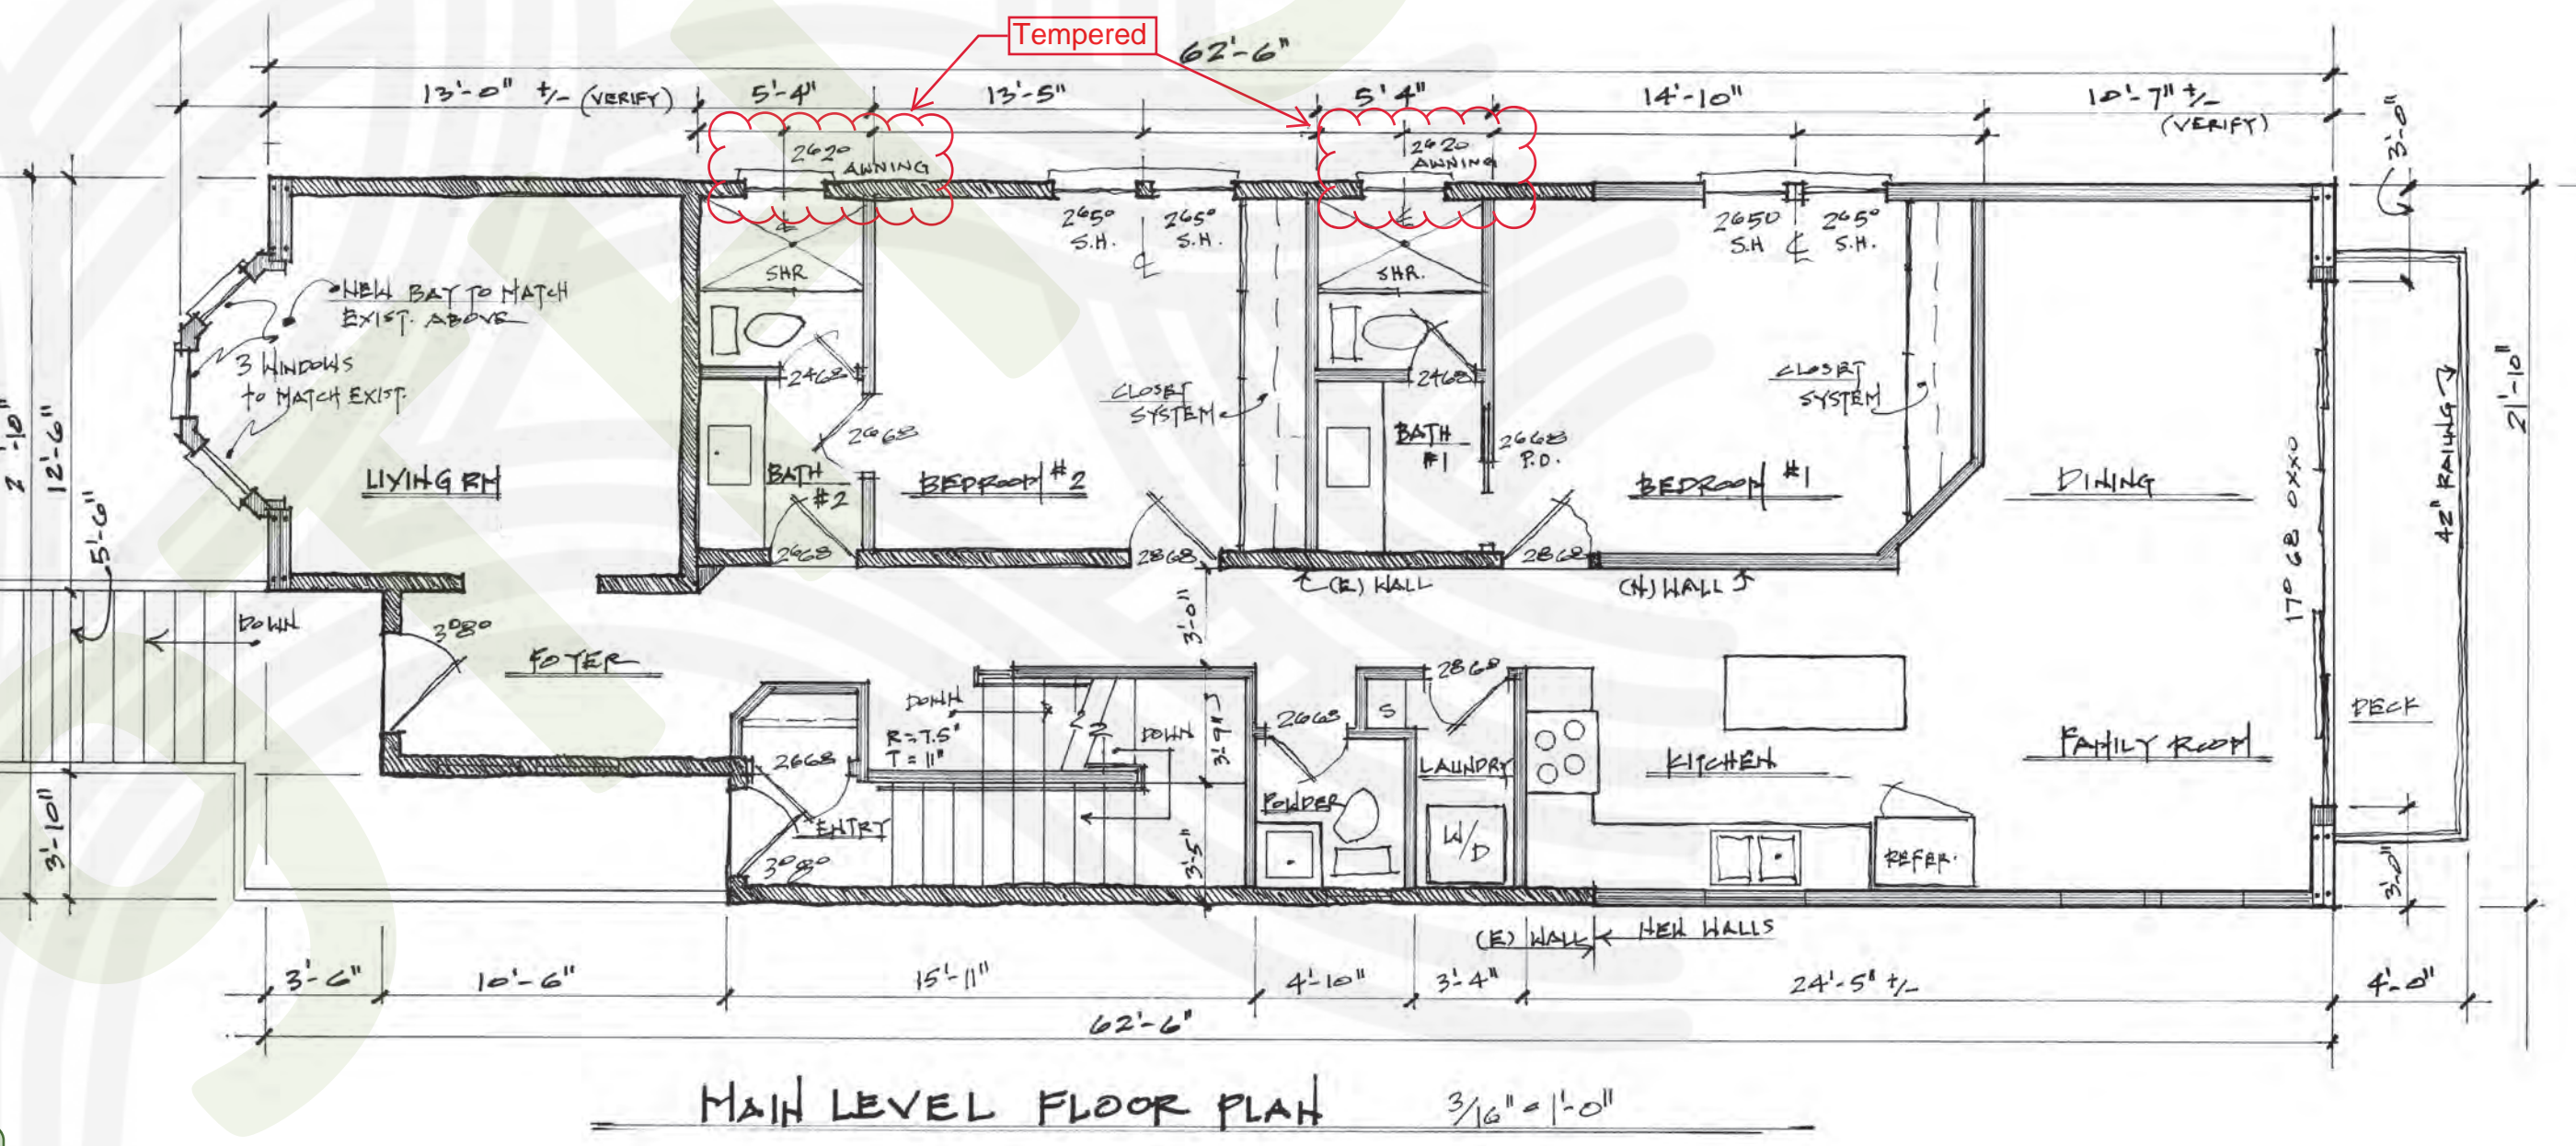 Tempered
62'-6"
13'-0" +/- (VERIFY)
5'-4"
13'-5"
5'4"
14'-10"
10'-7" +/-
(VERIFY)
2620
AWNING
2620
AWNING
3'-0"
2650
S.H.
2650
S.H.
2650
S.H
2650
S.H.
SHR
SHR.
NEW BAY TO MATCH
EXIST. ABOVE
3 WINDOWS
TO MATCH EXIST.
2468
2468
CLOSET
SYSTEM
CLOSET
SYSTEM
2668
2668
P.D.
LIVING RM
BATH
#2
BEDROOM #2
BATH
#1
BEDROOM #1
DINING
12'-6"
5'-6"
42" RAILING
21'-10"
170 68 OXXO
2668
2868
2868
(E) WALL
(N) WALL
DOWN
3080
FOYER
3'-0"
DOWN
R=7.5"
T=11"
DOWN
3'-9"
2668
ENTRY
3080
3'-5"
2668
S
2868
POWDER
LAUNDRY
W/D
KITCHEN
REFER.
FAMILY ROOM
DECK
3'-0"
3'-10"
(E) WALL
NEW WALLS
3'-6"
10'-6"
15'-11"
4'-10"
3'-4"
24'-5" +/-
4'-0"
62'-6"
MAIN LEVEL FLOOR PLAN 3/16" = 1'-0"